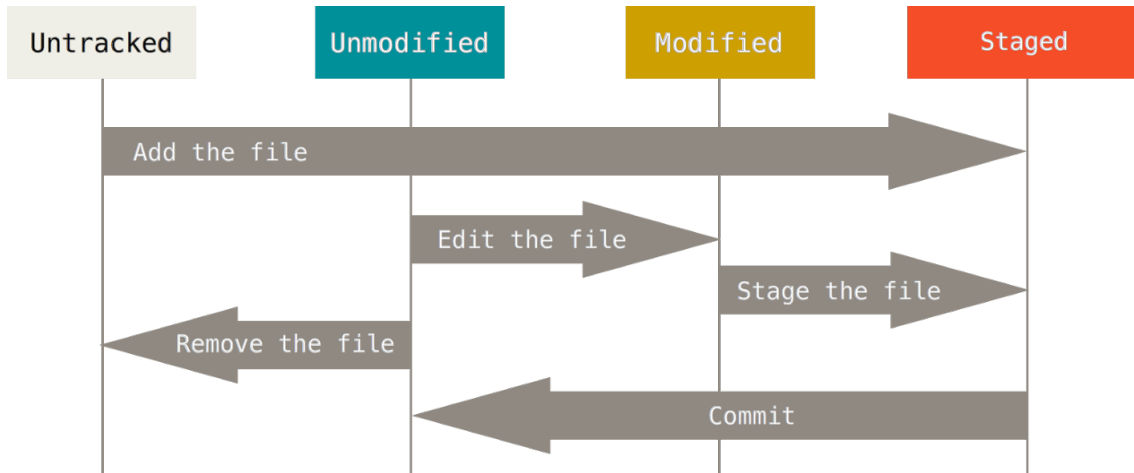 Untracked
Unmodified
Modified
Staged
Add the file
Edit the file
Stage the file
Remove the file
Commit